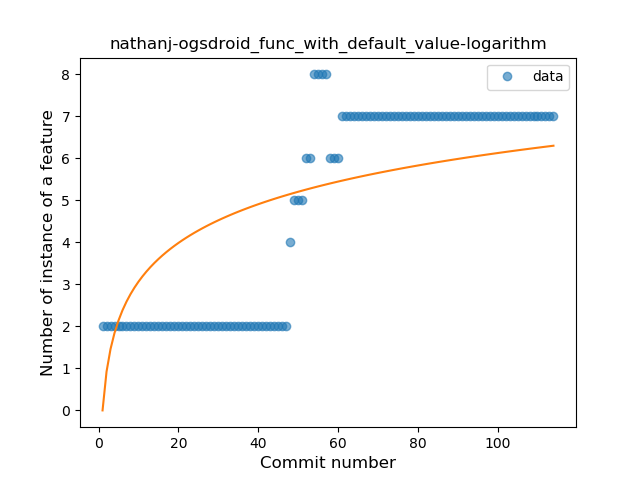 nathanj-ogsdroid_func_with_default_value-logarithm
data
Number of instance of a feature
8
7
6
5
4
3
2
1
0
0 20 40 60 80 100
Commit number